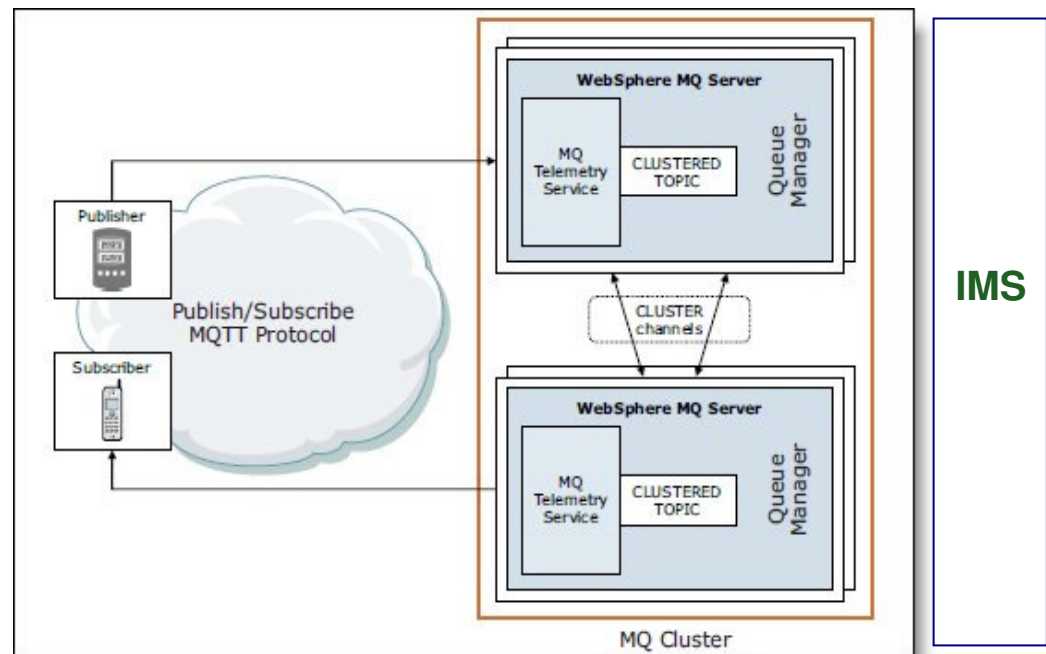 WebSphere MQ Server
MQ
Telemetry
Service
CLUSTERED
TOPIC
Queue
Manager
Publisher
Publish/Subscribe
MQTT Protocol
CLUSTER
channels
IMS
Subscriber
WebSphere MQ Server
MQ
Telemetry
Service
CLUSTERED
TOPIC
Queue
Manager
MQ Cluster